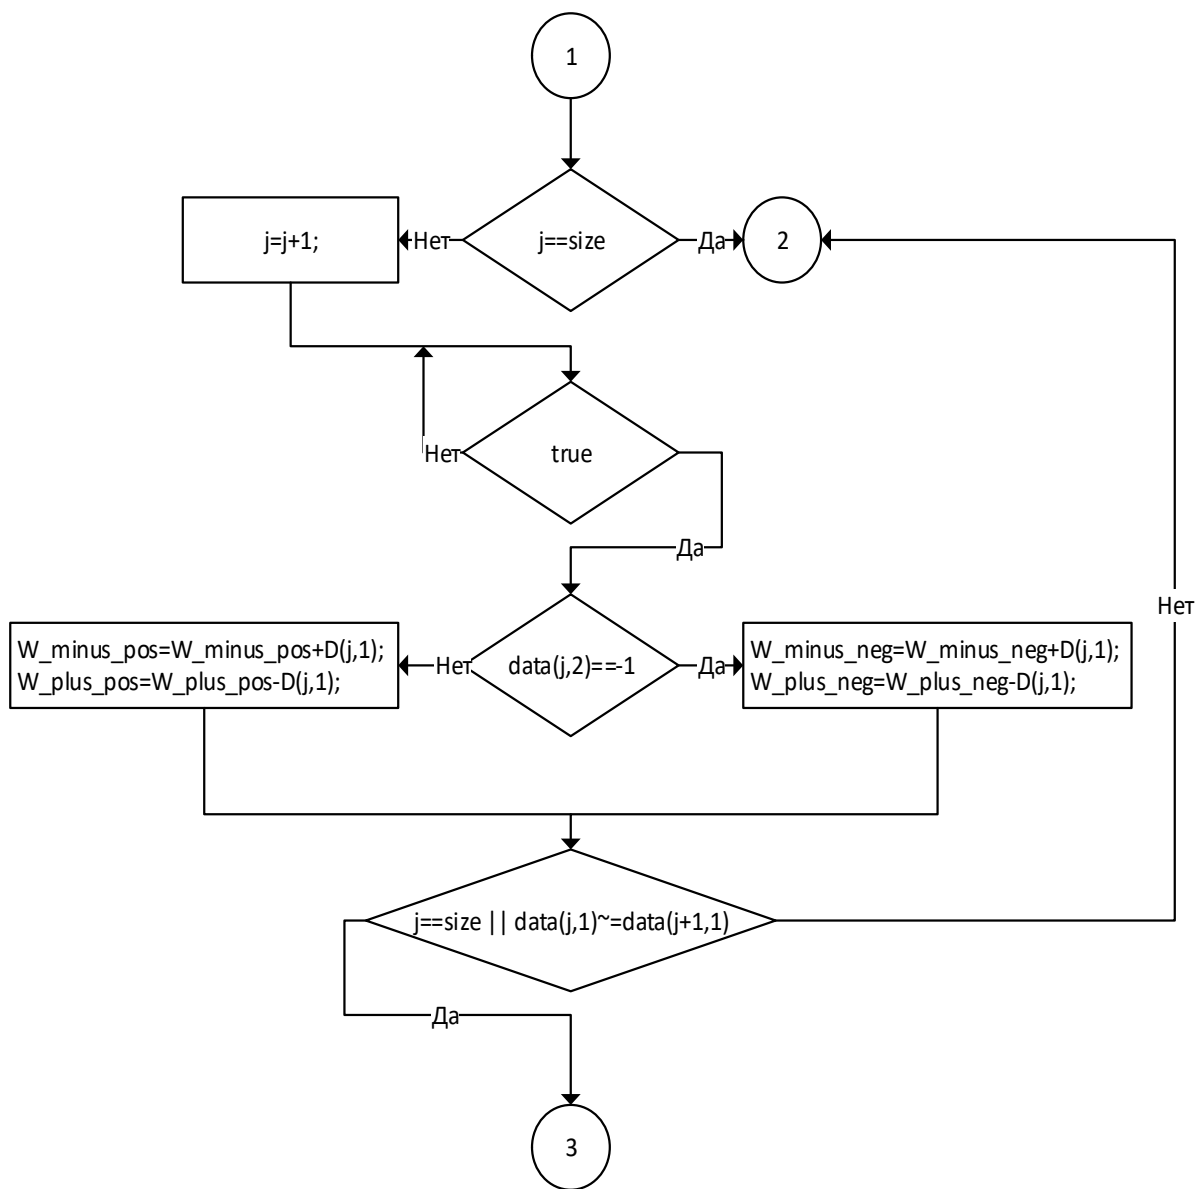 1
j=j+1;
Нет
j==size
Да
2
Нет
true
Да
Нет
W_minus_pos=W_minus_pos+D(j,1);
W_plus_pos=W_plus_pos-D(j,1);
Нет
data(j,2)==-1
Да
W_minus_neg=W_minus_neg+D(j,1);
W_plus_neg=W_plus_neg-D(j,1);
j==size || data(j,1)~=data(j+1,1)
Да
3